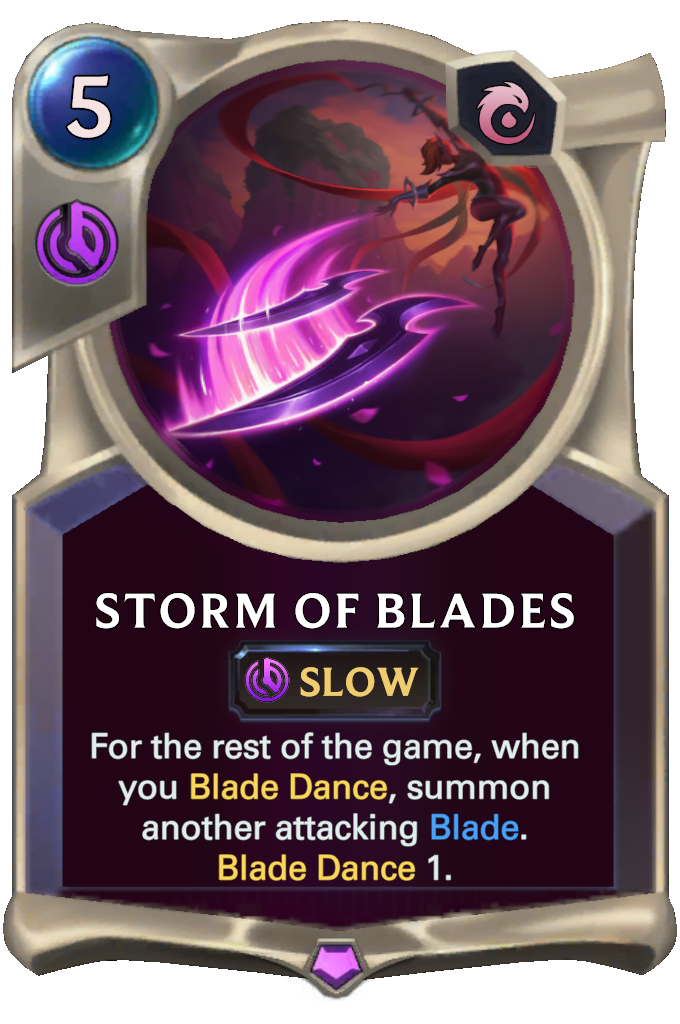 5
STORM OF BLADES
SLOW
For the rest of the game, when
you Blade Dance, summon
another attacking Blade.
Blade Dance 1.